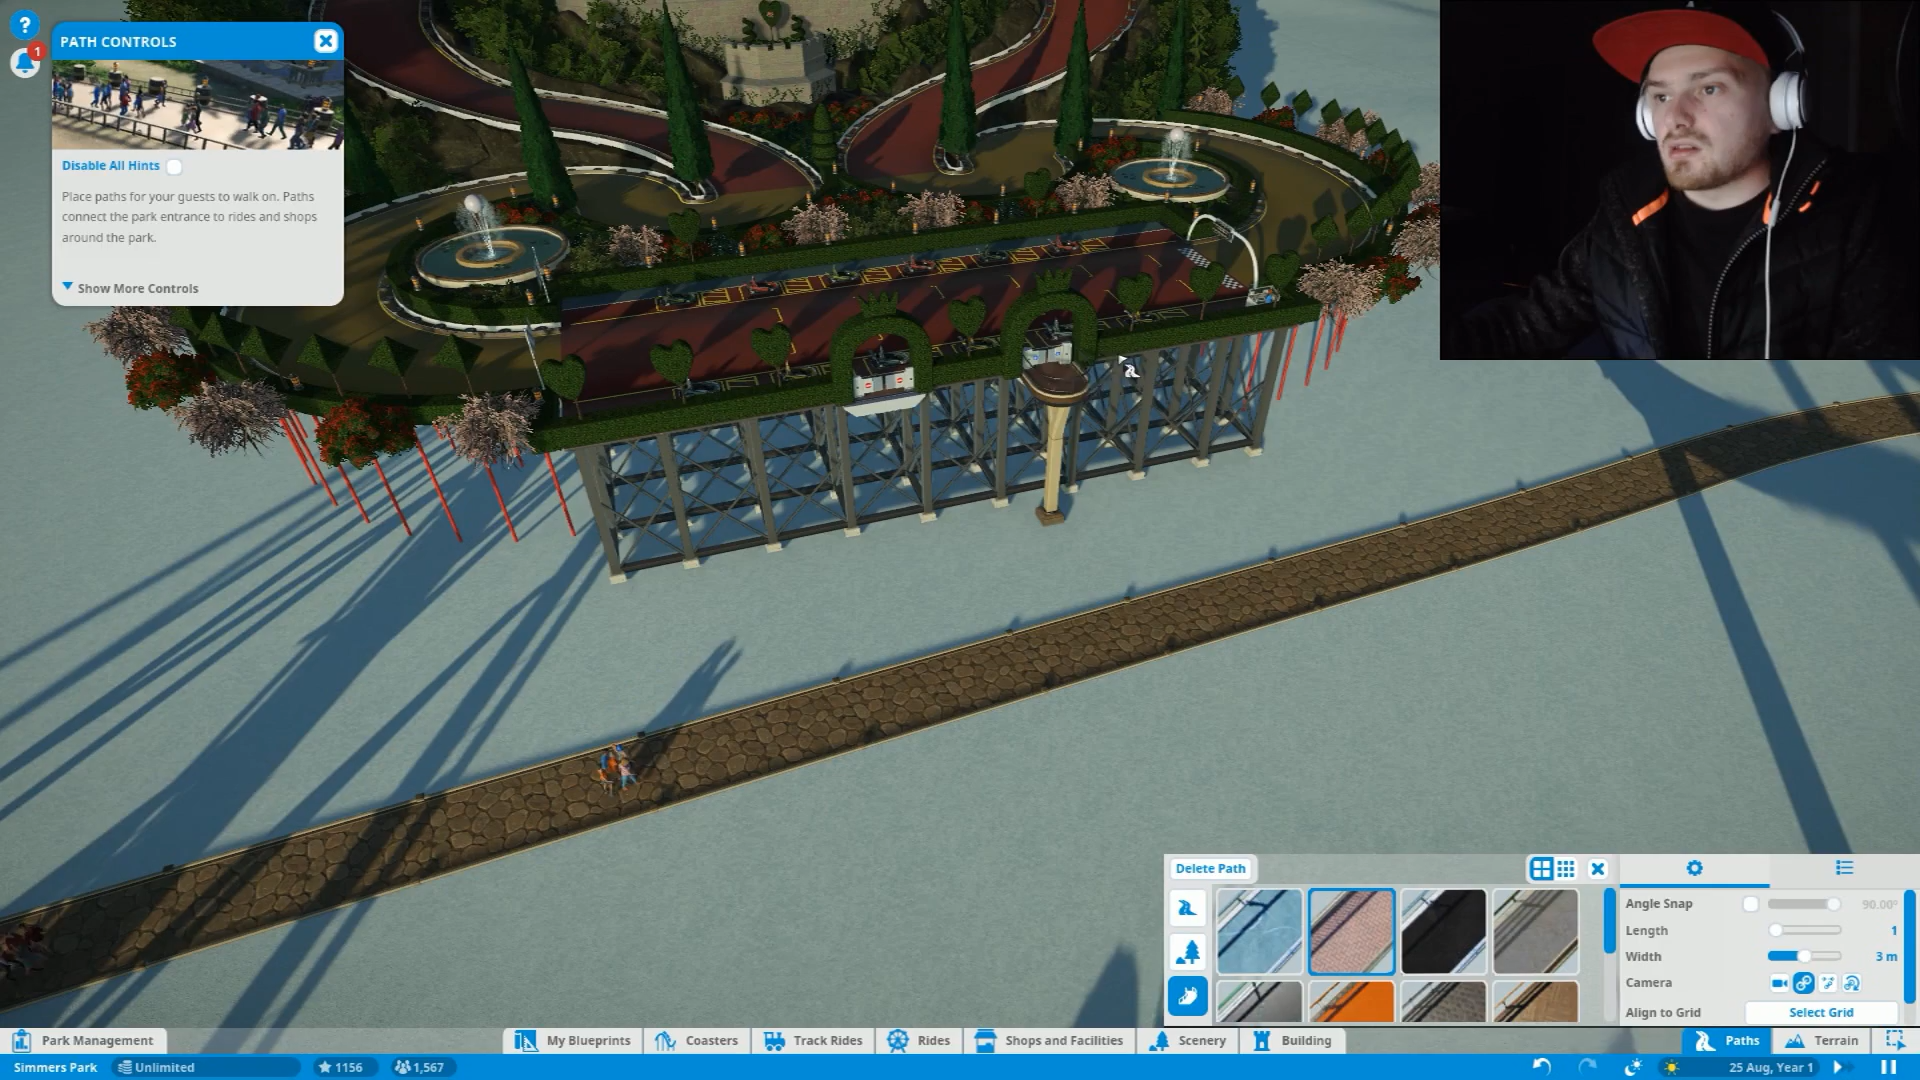 ?
1
PATH CONTROLS
Disable All Hints
Place paths for your guests to walk on. Paths
connect the park entrance to rides and shops
around the park.
Show More Controls
Delete Path
Angle Snap 90.00°
Length 1
Width 3 m
Camera
Align to Grid Select Grid
Park Management
My Blueprints
Coasters
Track Rides
Rides
Shops and Facilities
Scenery
Building
Paths
Terrain
Simmers Park
Unlimited
1156
1,567
25 Aug, Year 1